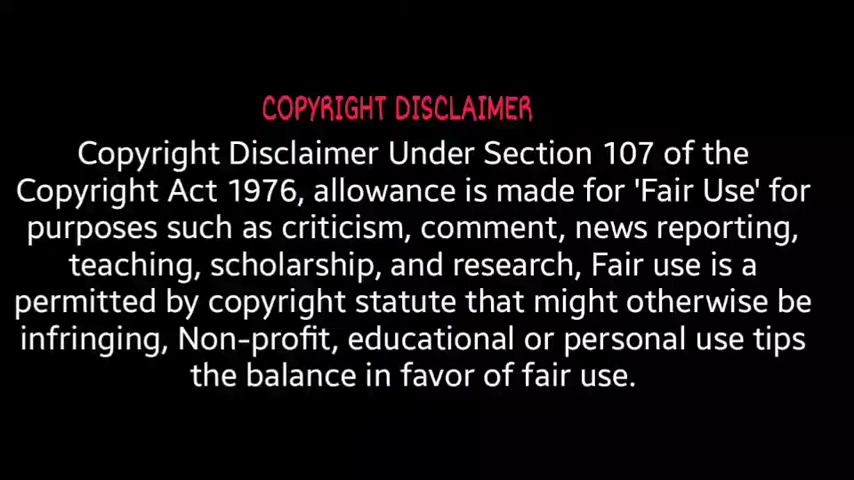 COPYRIGHT DISCLAIMER
Copyright Disclaimer Under Section 107 of the
Copyright Act 1976, allowance is made for 'Fair Use' for
purposes such as criticism, comment, news reporting,
teaching, scholarship, and research, Fair use is a
permitted by copyright statute that might otherwise be
infringing, Non-profit, educational or personal use tips
the balance in favor of fair use.